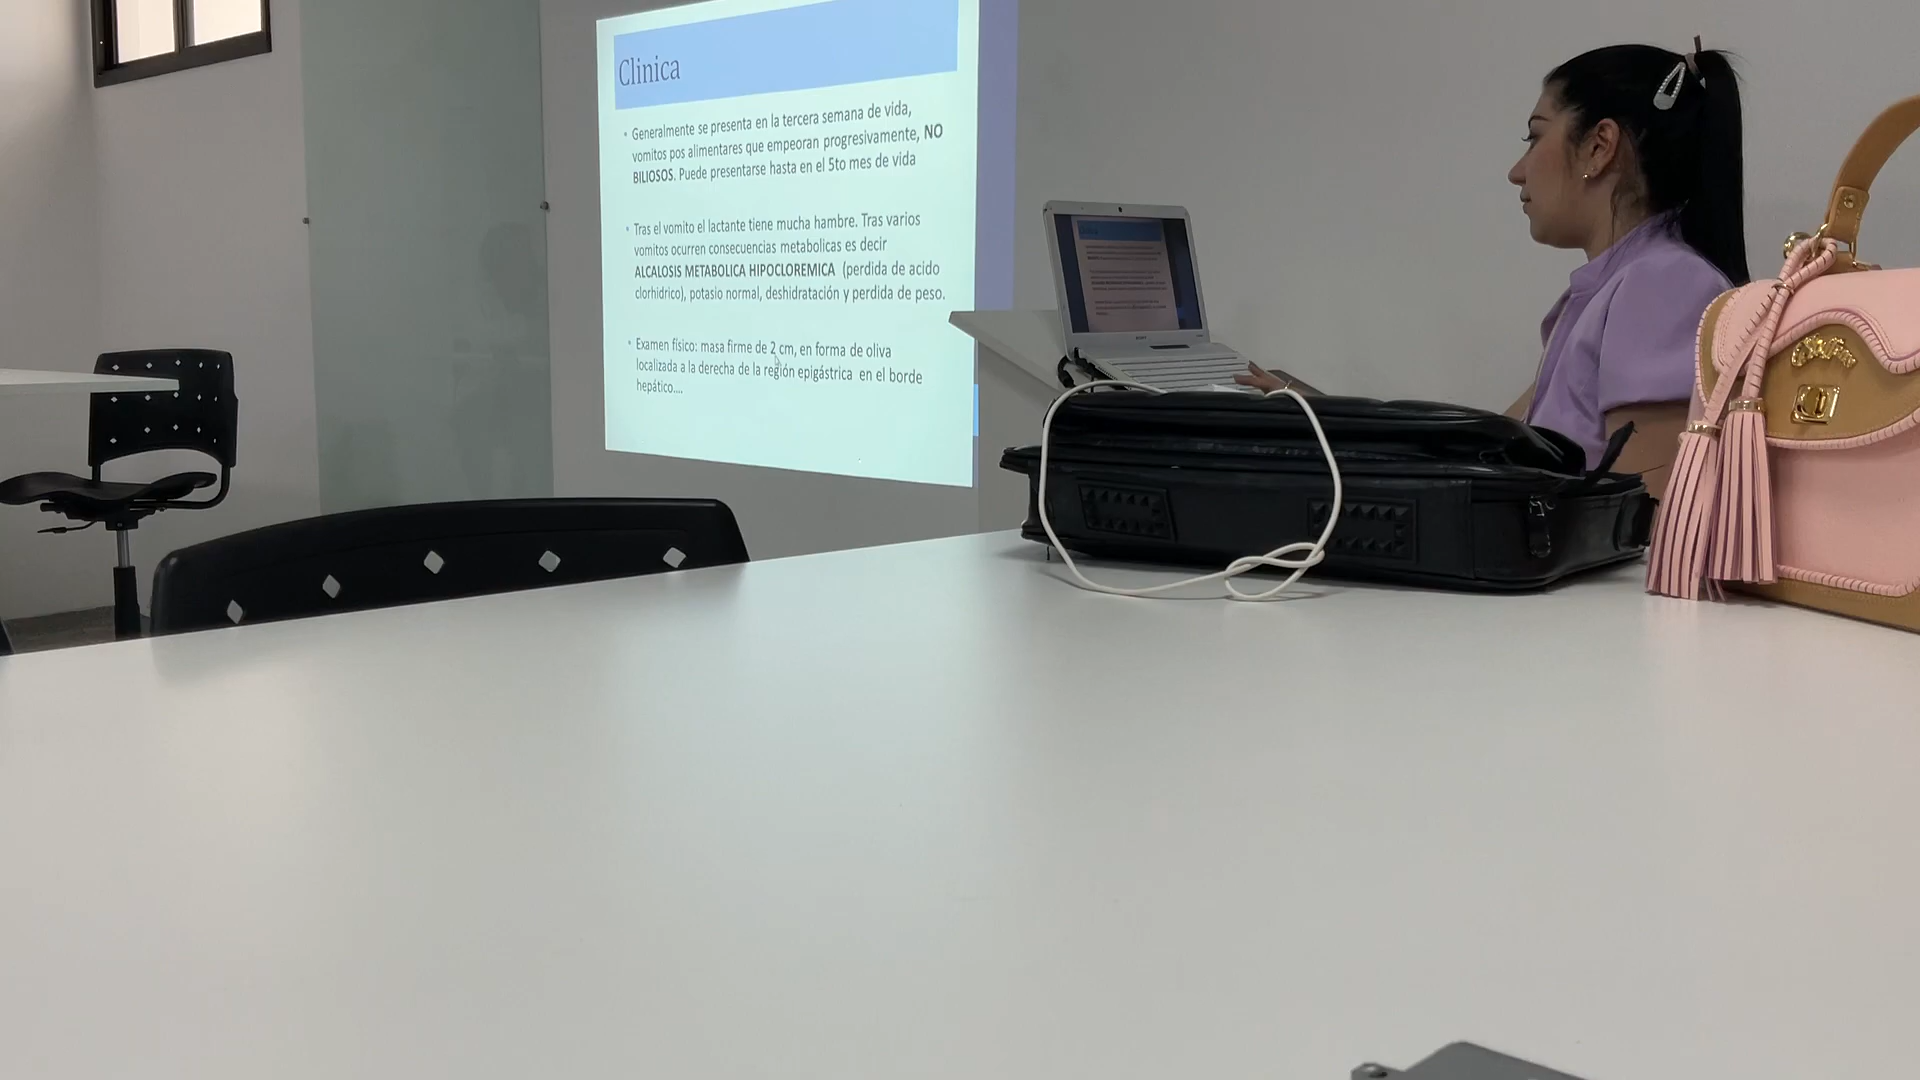 Clinica
• Generalmente se presenta en la tercera semana de vida,
vomitos pos alimentares que empeoran progresivamente, NO
BILIOSOS. Puede presentarse hasta en el 5to mes de vida
• Tras el vomito el lactante tiene mucha hambre. Tras varios
vomitos ocurren consecuencias metabolicas es decir
ALCALOSIS METABOLICA HIPOCLOREMICA (perdida de acido
clorhidrico), potasio normal, deshidratación y perdida de peso.
• Examen físico: masa firme de 2 cm, en forma de oliva
localizada a la derecha de la región epigástrica en el borde
hepático....
SONY